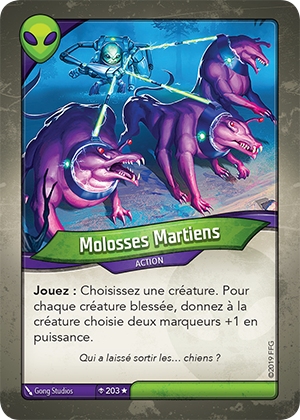 Molosses Martiens
ACTION
Jouez : Choisissez une créature. Pour
chaque créature blessée, donnez à la
créature choisie deux marqueurs +1 en
puissance.
Qui a laissé sortir les… chiens ?
©2019 FFG
Gong Studios
203